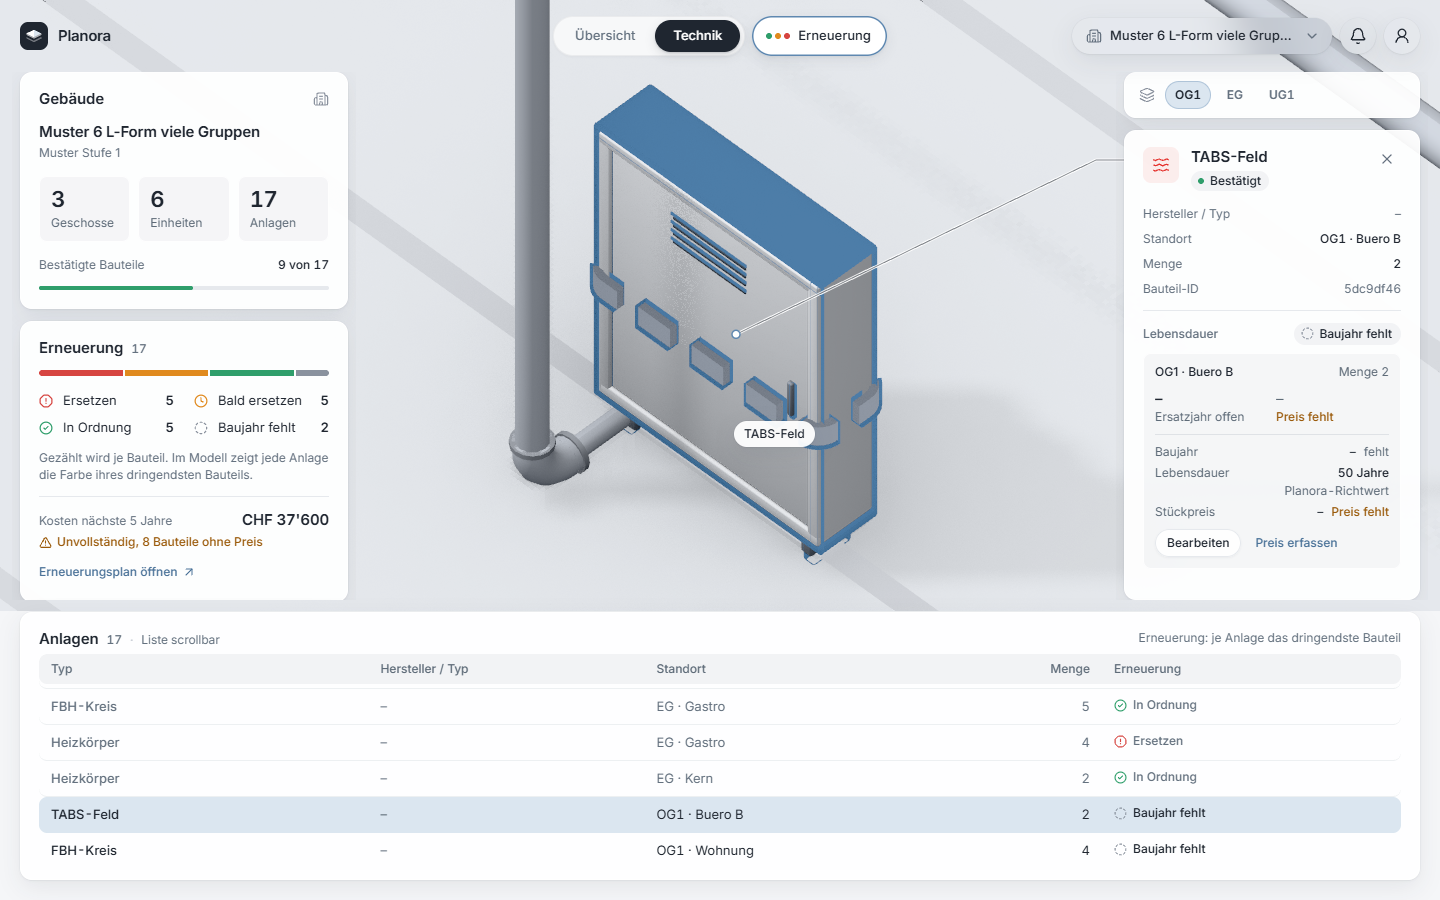 Planora
Übersicht
Technik
Erneuerung
Muster 6 L-Form viele Grup...
Gebäude
Muster 6 L-Form viele Gruppen
Muster Stufe 1
3
Geschosse
6
Einheiten
17
Anlagen
Bestätigte Bauteile
9 von 17
Erneuerung 17
Ersetzen 5
Bald ersetzen 5
In Ordnung 5
Baujahr fehlt 2
Gezählt wird je Bauteil. Im Modell zeigt jede Anlage
die Farbe ihres dringendsten Bauteils.
Kosten nächste 5 Jahre CHF 37'600
Unvollständig, 8 Bauteile ohne Preis
Erneuerungsplan öffnen
TABS-Feld
OG1 EG UG1
TABS-Feld
Bestätigt
Hersteller / Typ –
Standort OG1 · Buero B
Menge 2
Bauteil-ID 5dc9df46
Lebensdauer Baujahr fehlt
OG1 · Buero B Menge 2
– –
Ersatzjahr offen Preis fehlt
Baujahr – fehlt
Lebensdauer 50 Jahre
Planora-Richtwert
Stückpreis – Preis fehlt
Bearbeiten Preis erfassen
Anlagen 17 · Liste scrollbar
Erneuerung: je Anlage das dringendste Bauteil
Typ Hersteller / Typ Standort Menge Erneuerung
FBH-Kreis – EG · Gastro 5 In Ordnung
Heizkörper – EG · Gastro 4 Ersetzen
Heizkörper – EG · Kern 2 In Ordnung
TABS-Feld – OG1 · Buero B 2 Baujahr fehlt
FBH-Kreis – OG1 · Wohnung 4 Baujahr fehlt